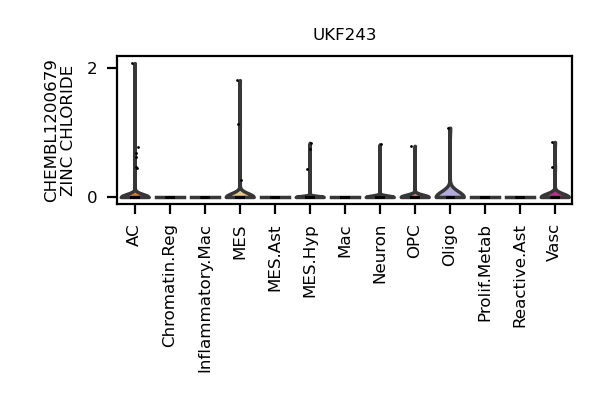 UKF243
CHEMBL1200679
ZINC CHLORIDE
2
0
AC
Chromatin.Reg
Inflammatory.Mac
MES
MES.Ast
MES.Hyp
Mac
Neuron
OPC
Oligo
Prolif.Metab
Reactive.Ast
Vasc